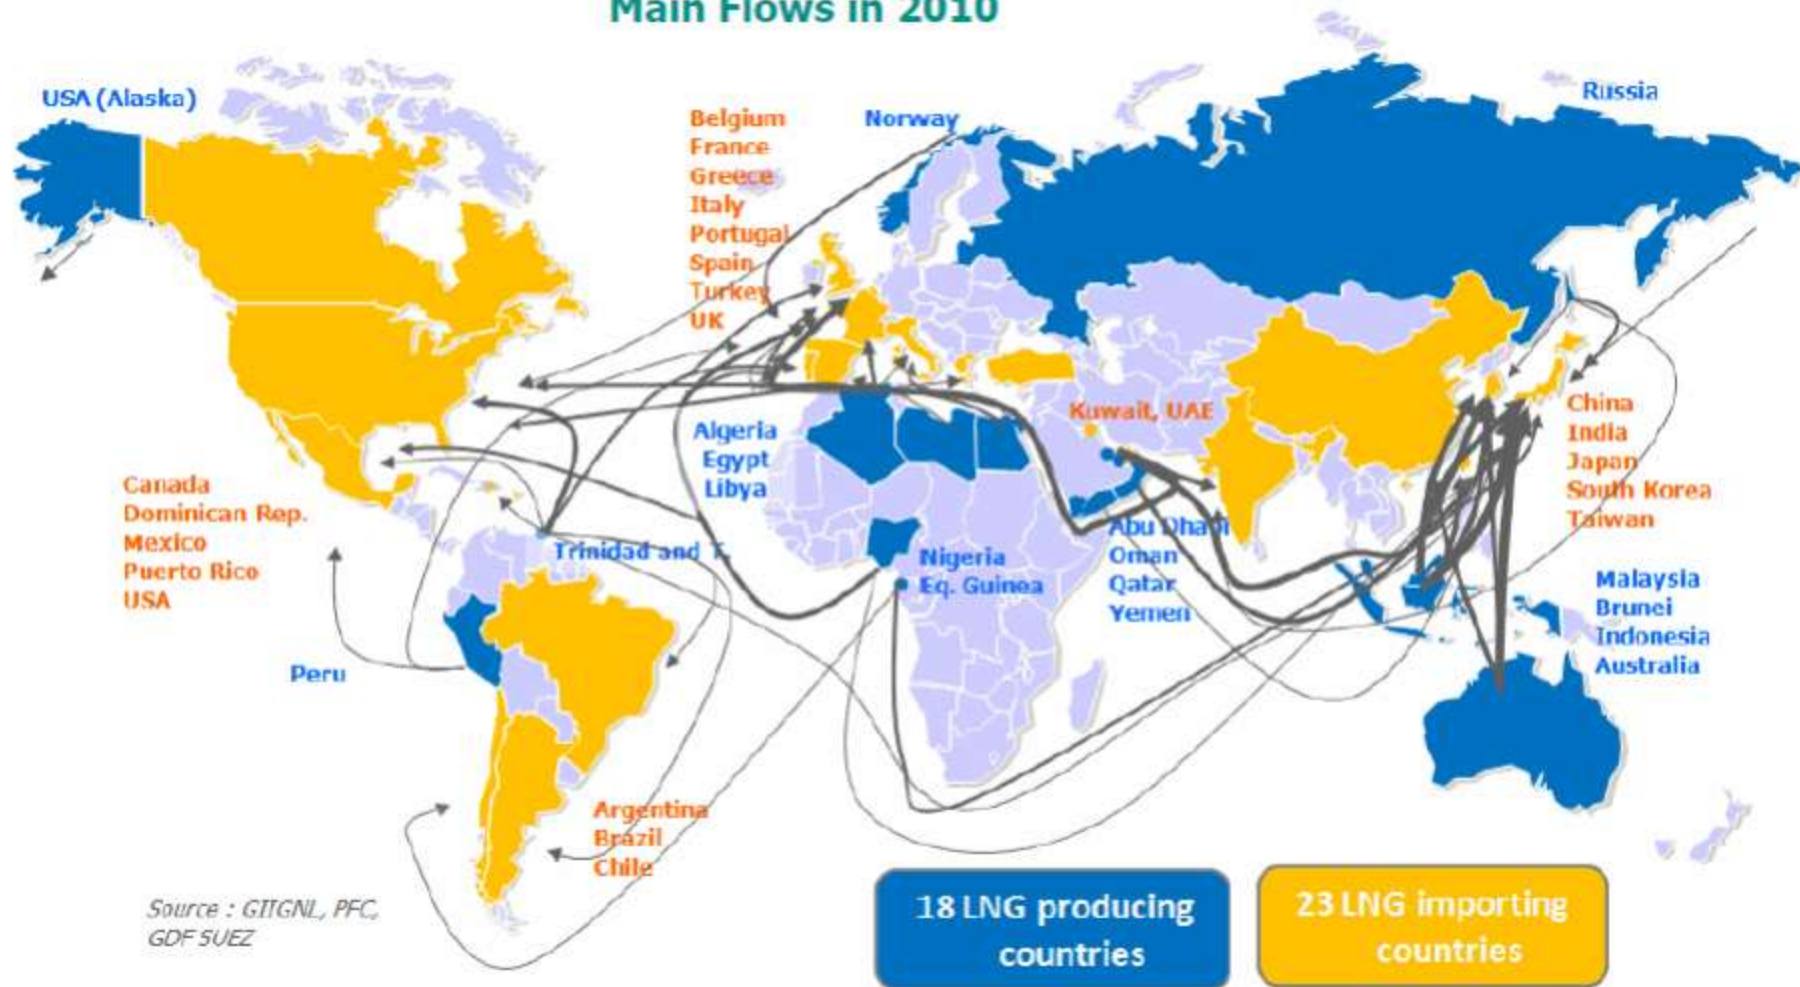 Main Flows in 2010
USA (Alaska)
Belgium
France
Greece
Italy
Portugal
Spain
Turkey
UK
Norway
Russia
Kuwait, UAE
Algeria
Egypt
Libya
China
India
Japan
South Korea
Taiwan
Canada
Dominican Rep.
Mexico
Puerto Rico
USA
Trinidad and T.
Nigeria
Eq. Guinea
Abu Dhabi
Oman
Qatar
Yemen
Malaysia
Brunei
Indonesia
Australia
Peru
Argentina
Brazil
Chile
Source : GIIGNL, PFC,
GDF SUEZ
18 LNG producing
countries
23 LNG importing
countries